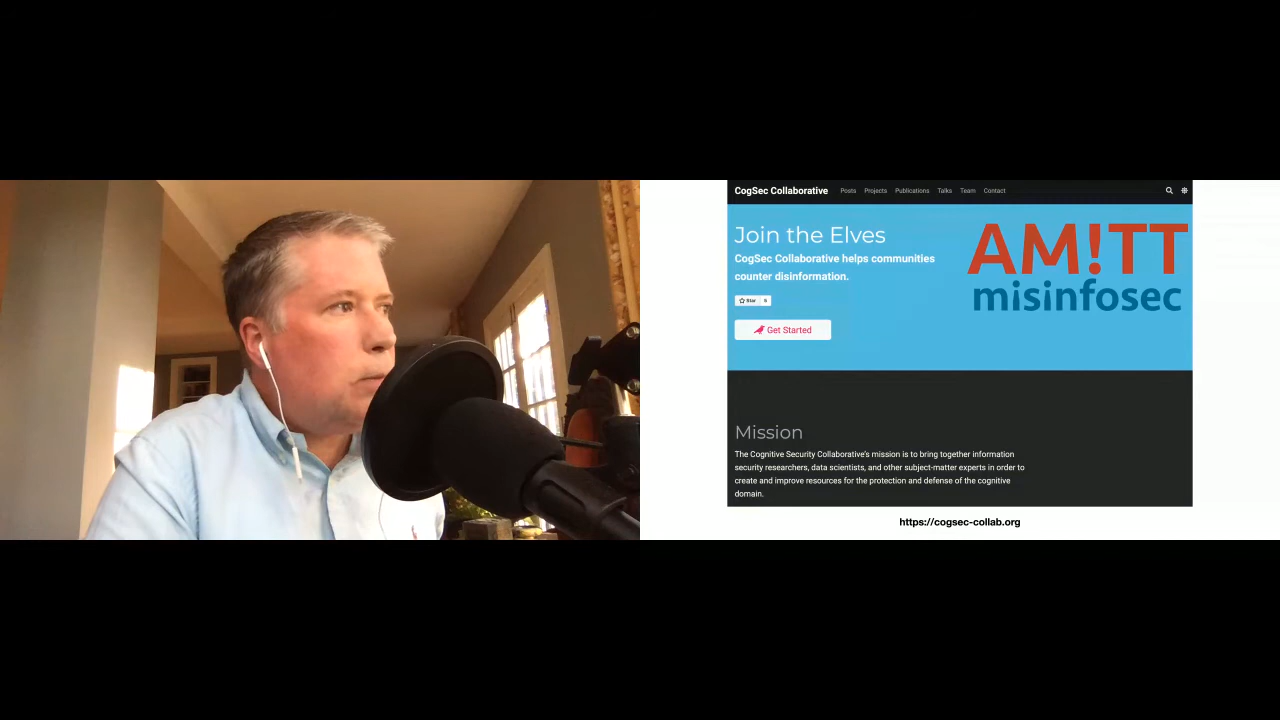 CogSec Collaborative Posts Projects Publications Talks Team Contact
Join the Elves
CogSec Collaborative helps communities
counter disinformation.
Star 6
Get Started
AM!TT
misinfosec
Mission
The Cognitive Security Collaborative's mission is to bring together information
security researchers, data scientists, and other subject-matter experts in order to
create and improve resources for the protection and defense of the cognitive
domain.
https://cogsec-collab.org